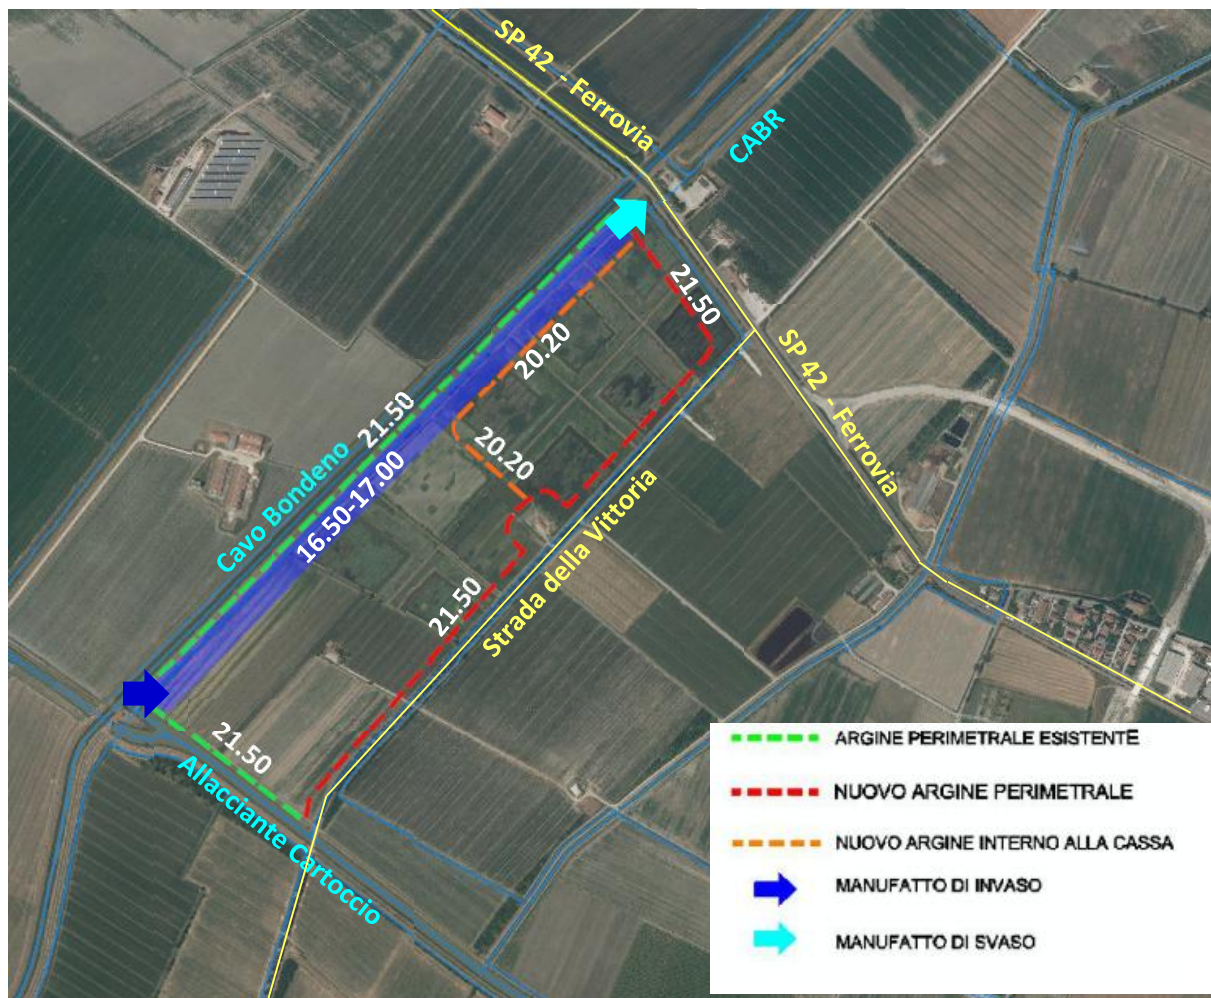 SP 42 - Ferrovia
CABR
21.50
20.20
SP 42 - Ferrovia
21.50
20.20
Cavo Bondeno
16.50-17.00
Strada della Vittoria
21.50
21.50
Allacciante Cartoccio
ARGINE PERIMETRALE ESISTENTE
NUOVO ARGINE PERIMETRALE
NUOVO ARGINE INTERNO ALLA CASSA
MANUFATTO DI INVASO
MANUFATTO DI SVASO